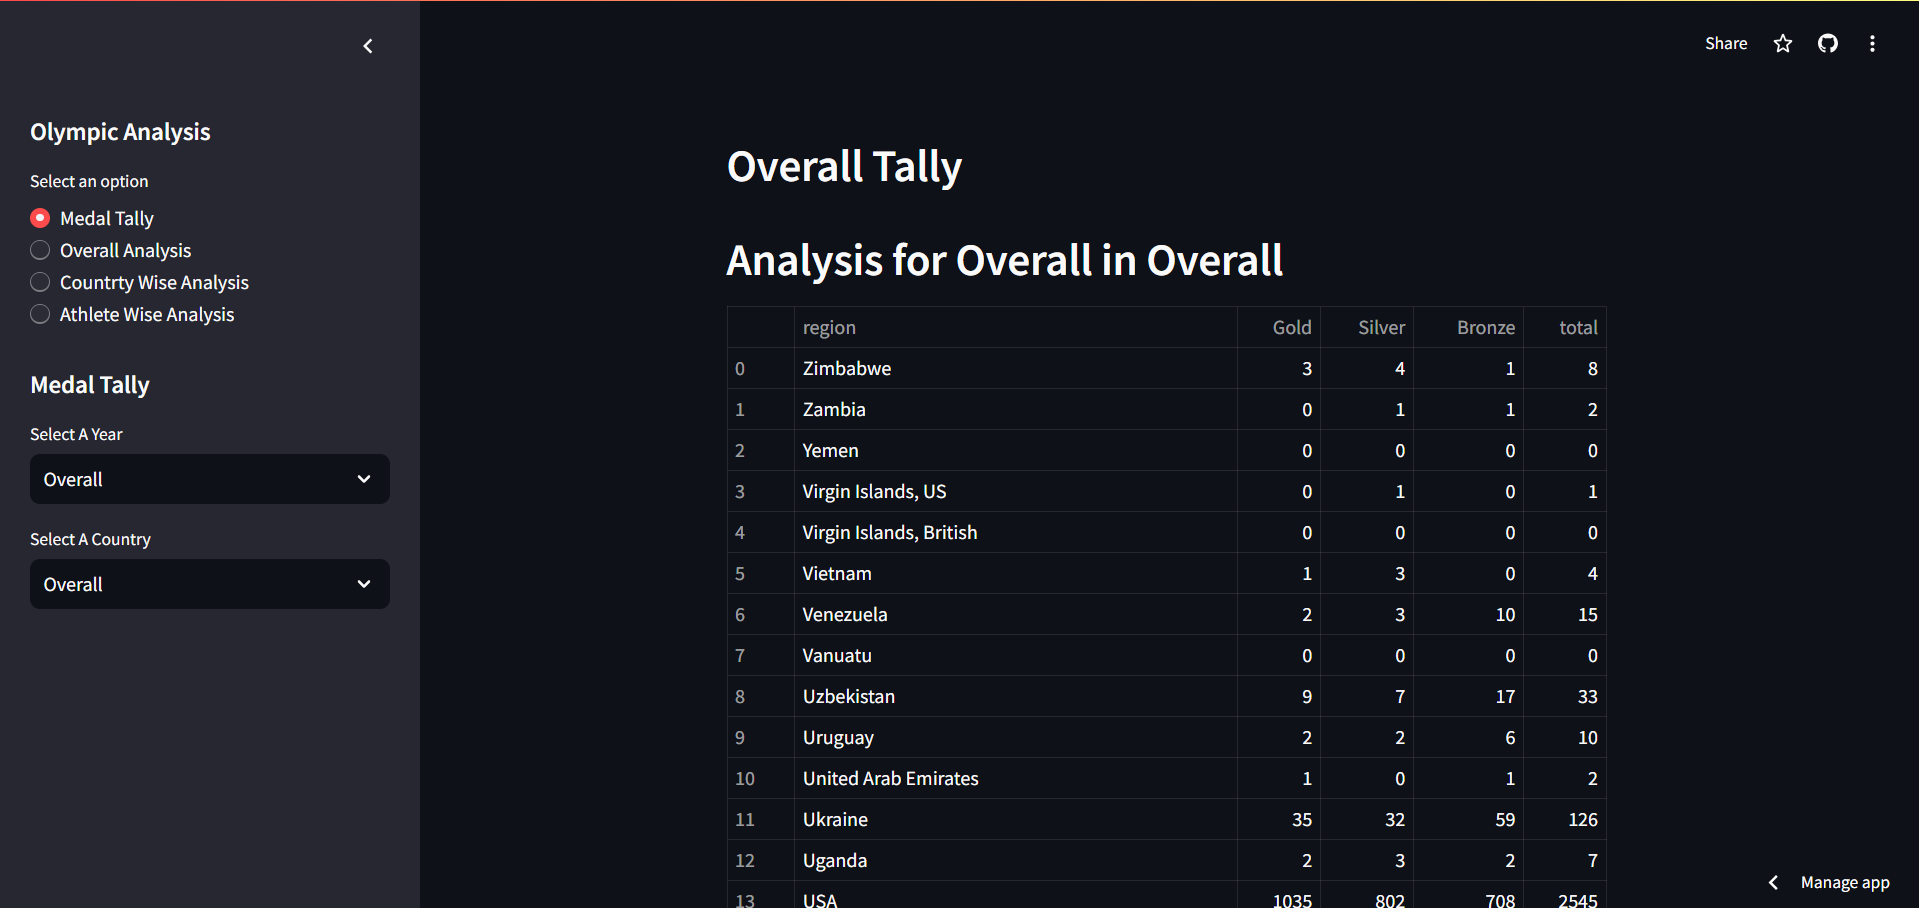 Share
Olympic Analysis
Select an option
Medal Tally
Overall Analysis
Countrty Wise Analysis
Athlete Wise Analysis
Medal Tally
Select A Year
Overall
Select A Country
Overall
Overall Tally
Analysis for Overall in Overall
region Gold Silver Bronze total
0 Zimbabwe 3 4 1 8
1 Zambia 0 1 1 2
2 Yemen 0 0 0 0
3 Virgin Islands, US 0 1 0 1
4 Virgin Islands, British 0 0 0 0
5 Vietnam 1 3 0 4
6 Venezuela 2 3 10 15
7 Vanuatu 0 0 0 0
8 Uzbekistan 9 7 17 33
9 Uruguay 2 2 6 10
10 United Arab Emirates 1 0 1 2
11 Ukraine 35 32 59 126
12 Uganda 2 3 2 7
13 USA 1035 802 708 2545
Manage app